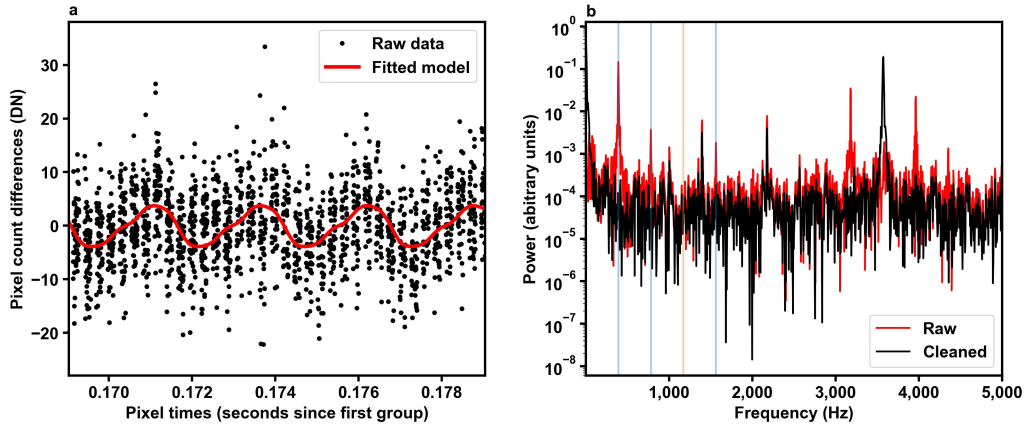 a
Pixel count differences (DN)
30
20
10
0
−10
−20
Raw data
Fitted model
0.170
0.172
0.174
0.176
0.178
Pixel times (seconds since first group)
b
Power (abitrary units)
10⁰
10⁻¹
10⁻²
10⁻³
10⁻⁴
10⁻⁵
10⁻⁶
10⁻⁷
10⁻⁸
Raw
Cleaned
1,000
2,000
3,000
4,000
5,000
Frequency (Hz)